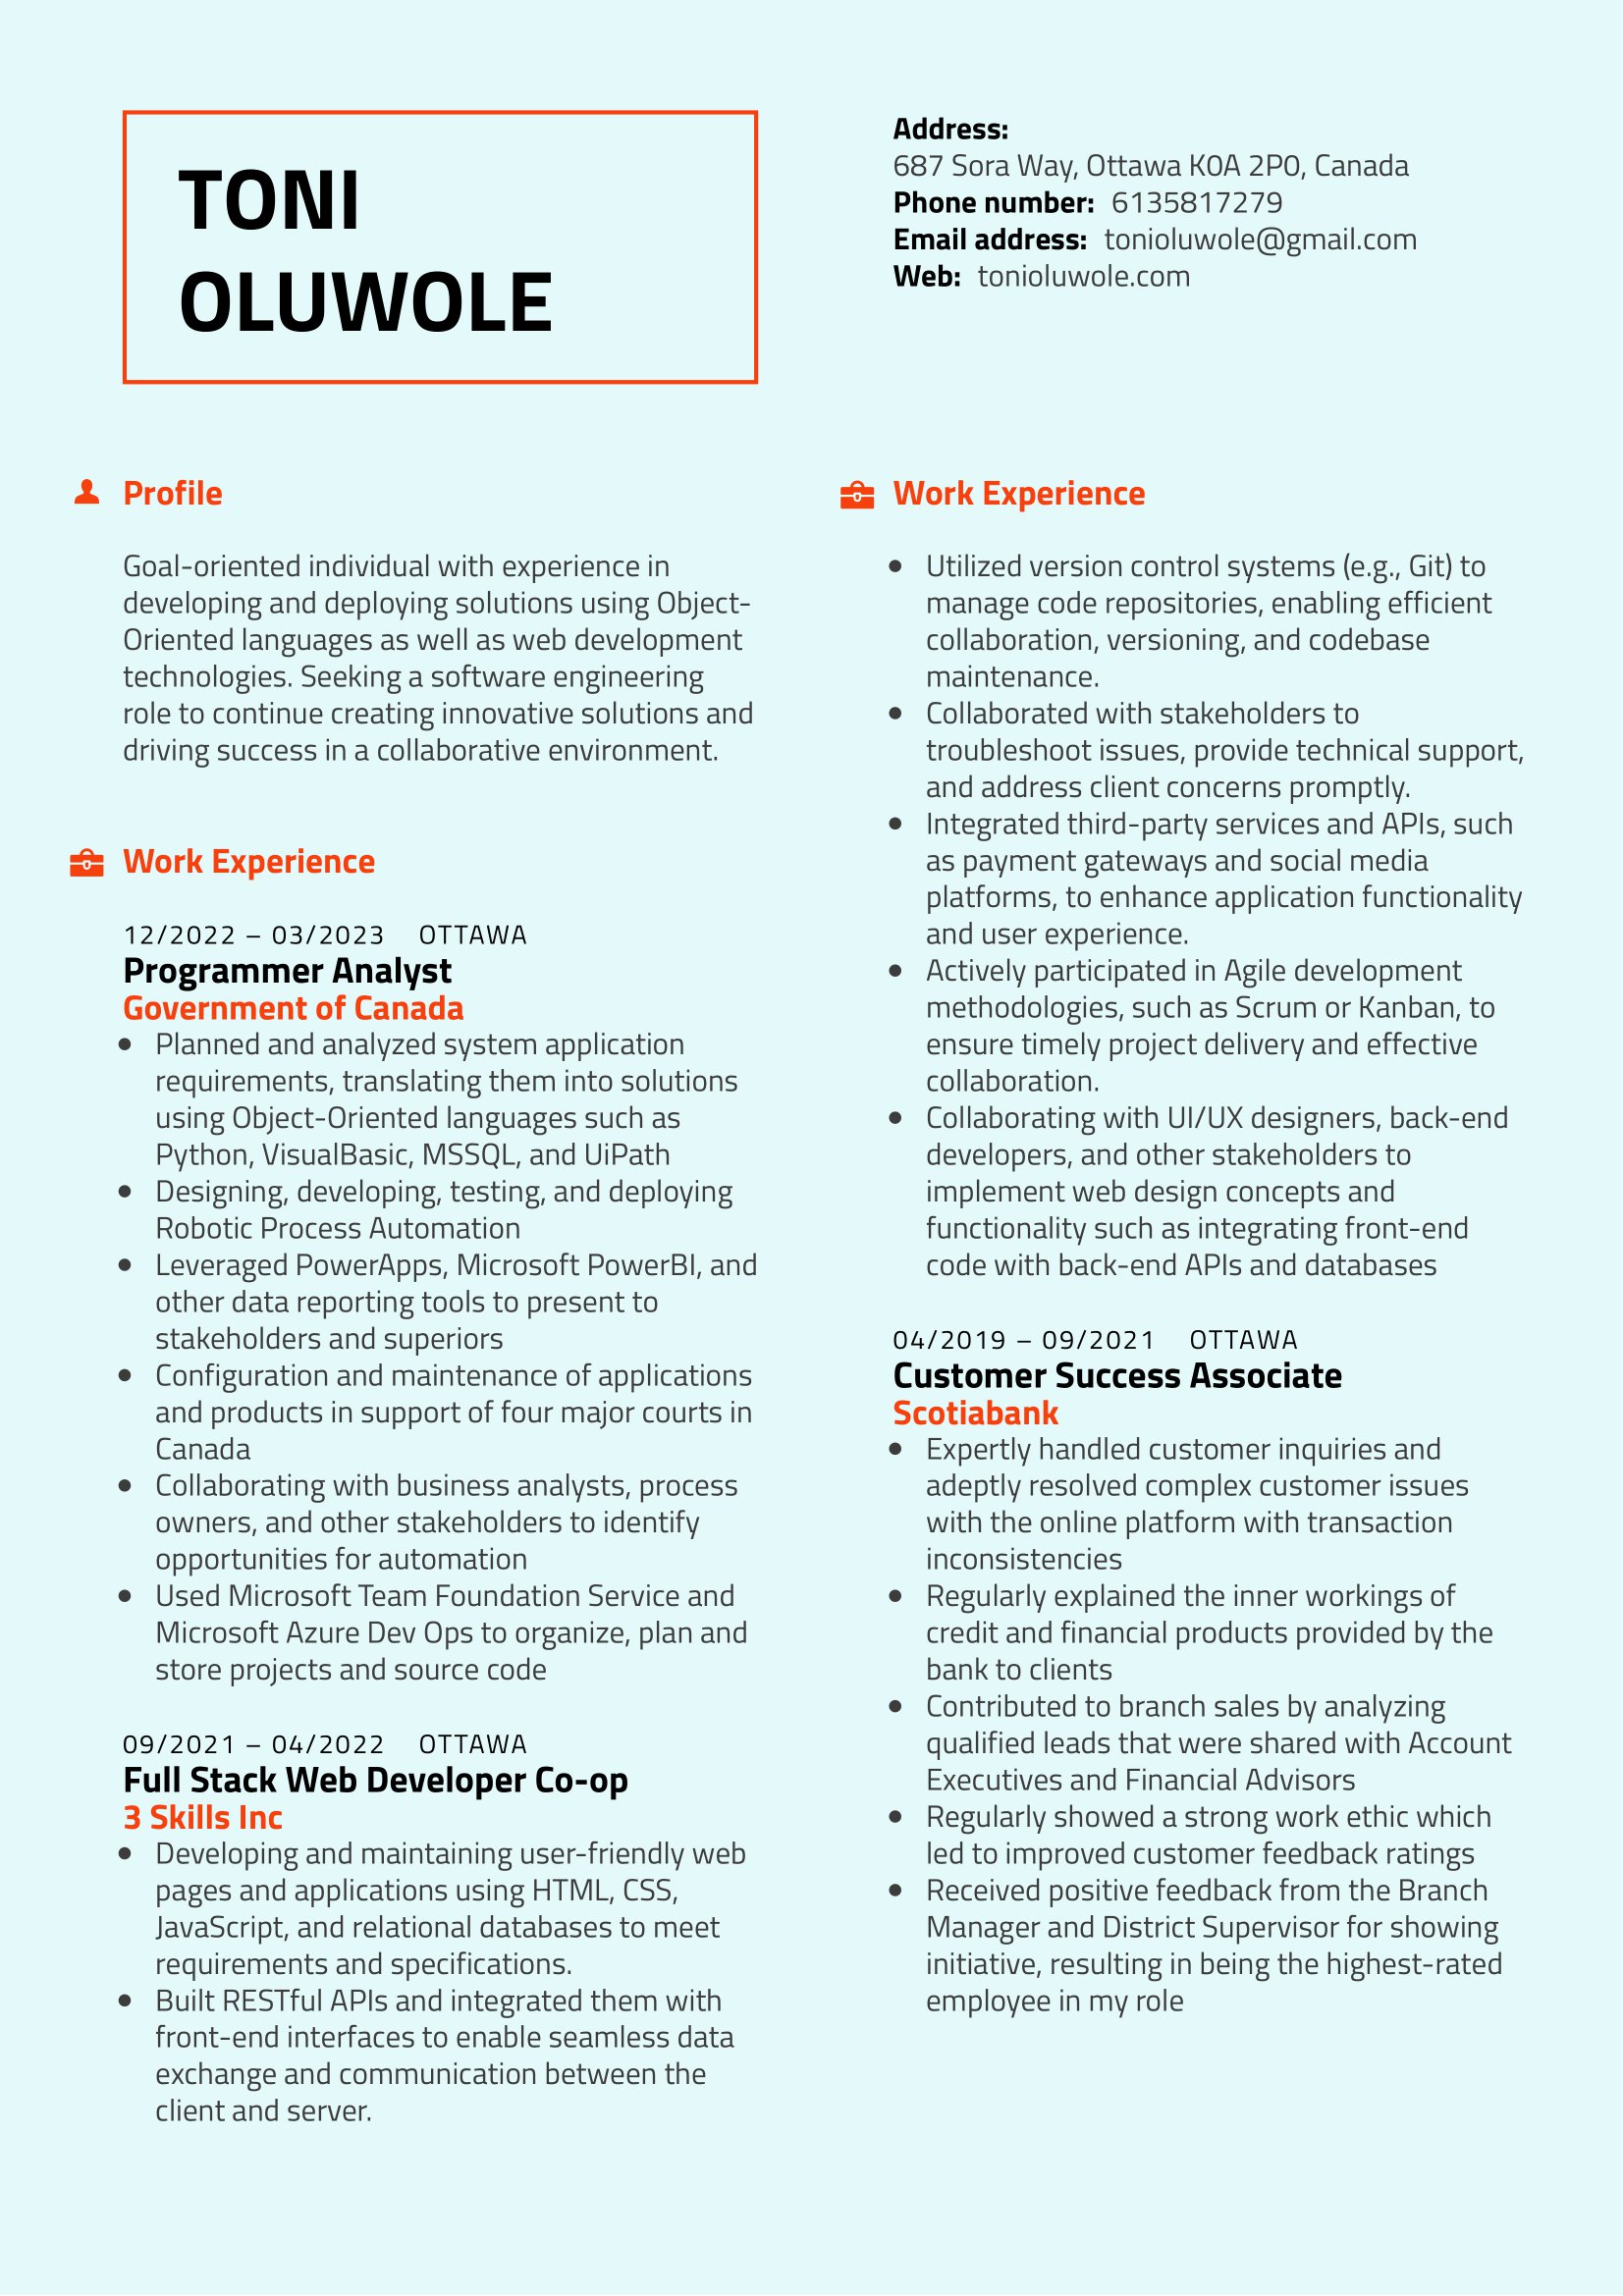 TONI
OLUWOLE
Address:
687 Sora Way, Ottawa K0A 2P0, Canada
Phone number: 6135817279
Email address: tonioluwole@gmail.com
Web: tonioluwole.com
Profile
Goal-oriented individual with experience in
developing and deploying solutions using Object-
Oriented languages as well as web development
technologies. Seeking a software engineering
role to continue creating innovative solutions and
driving success in a collaborative environment.
Work Experience
12/2022 – 03/2023 OTTAWA
Programmer Analyst
Government of Canada
• Planned and analyzed system application
requirements, translating them into solutions
using Object-Oriented languages such as
Python, VisualBasic, MSSQL, and UiPath
• Designing, developing, testing, and deploying
Robotic Process Automation
• Leveraged PowerApps, Microsoft PowerBI, and
other data reporting tools to present to
stakeholders and superiors
• Configuration and maintenance of applications
and products in support of four major courts in
Canada
• Collaborating with business analysts, process
owners, and other stakeholders to identify
opportunities for automation
• Used Microsoft Team Foundation Service and
Microsoft Azure Dev Ops to organize, plan and
store projects and source code
09/2021 – 04/2022 OTTAWA
Full Stack Web Developer Co-op
3 Skills Inc
• Developing and maintaining user-friendly web
pages and applications using HTML, CSS,
JavaScript, and relational databases to meet
requirements and specifications.
• Built RESTful APIs and integrated them with
front-end interfaces to enable seamless data
exchange and communication between the
client and server.
Work Experience
• Utilized version control systems (e.g., Git) to
manage code repositories, enabling efficient
collaboration, versioning, and codebase
maintenance.
• Collaborated with stakeholders to
troubleshoot issues, provide technical support,
and address client concerns promptly.
• Integrated third-party services and APIs, such
as payment gateways and social media
platforms, to enhance application functionality
and user experience.
• Actively participated in Agile development
methodologies, such as Scrum or Kanban, to
ensure timely project delivery and effective
collaboration.
• Collaborating with UI/UX designers, back-end
developers, and other stakeholders to
implement web design concepts and
functionality such as integrating front-end
code with back-end APIs and databases
04/2019 – 09/2021 OTTAWA
Customer Success Associate
Scotiabank
• Expertly handled customer inquiries and
adeptly resolved complex customer issues
with the online platform with transaction
inconsistencies
• Regularly explained the inner workings of
credit and financial products provided by the
bank to clients
• Contributed to branch sales by analyzing
qualified leads that were shared with Account
Executives and Financial Advisors
• Regularly showed a strong work ethic which
led to improved customer feedback ratings
• Received positive feedback from the Branch
Manager and District Supervisor for showing
initiative, resulting in being the highest-rated
employee in my role